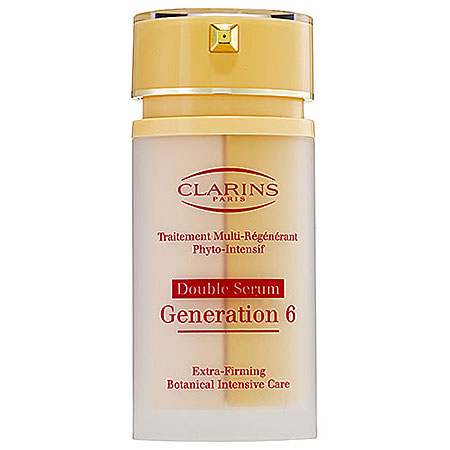 CLARINS
PARIS
Traitement Multi-Régénérant
Phyto-Intensif
Double Serum
Generation 6
Extra-Firming
Botanical Intensive Care